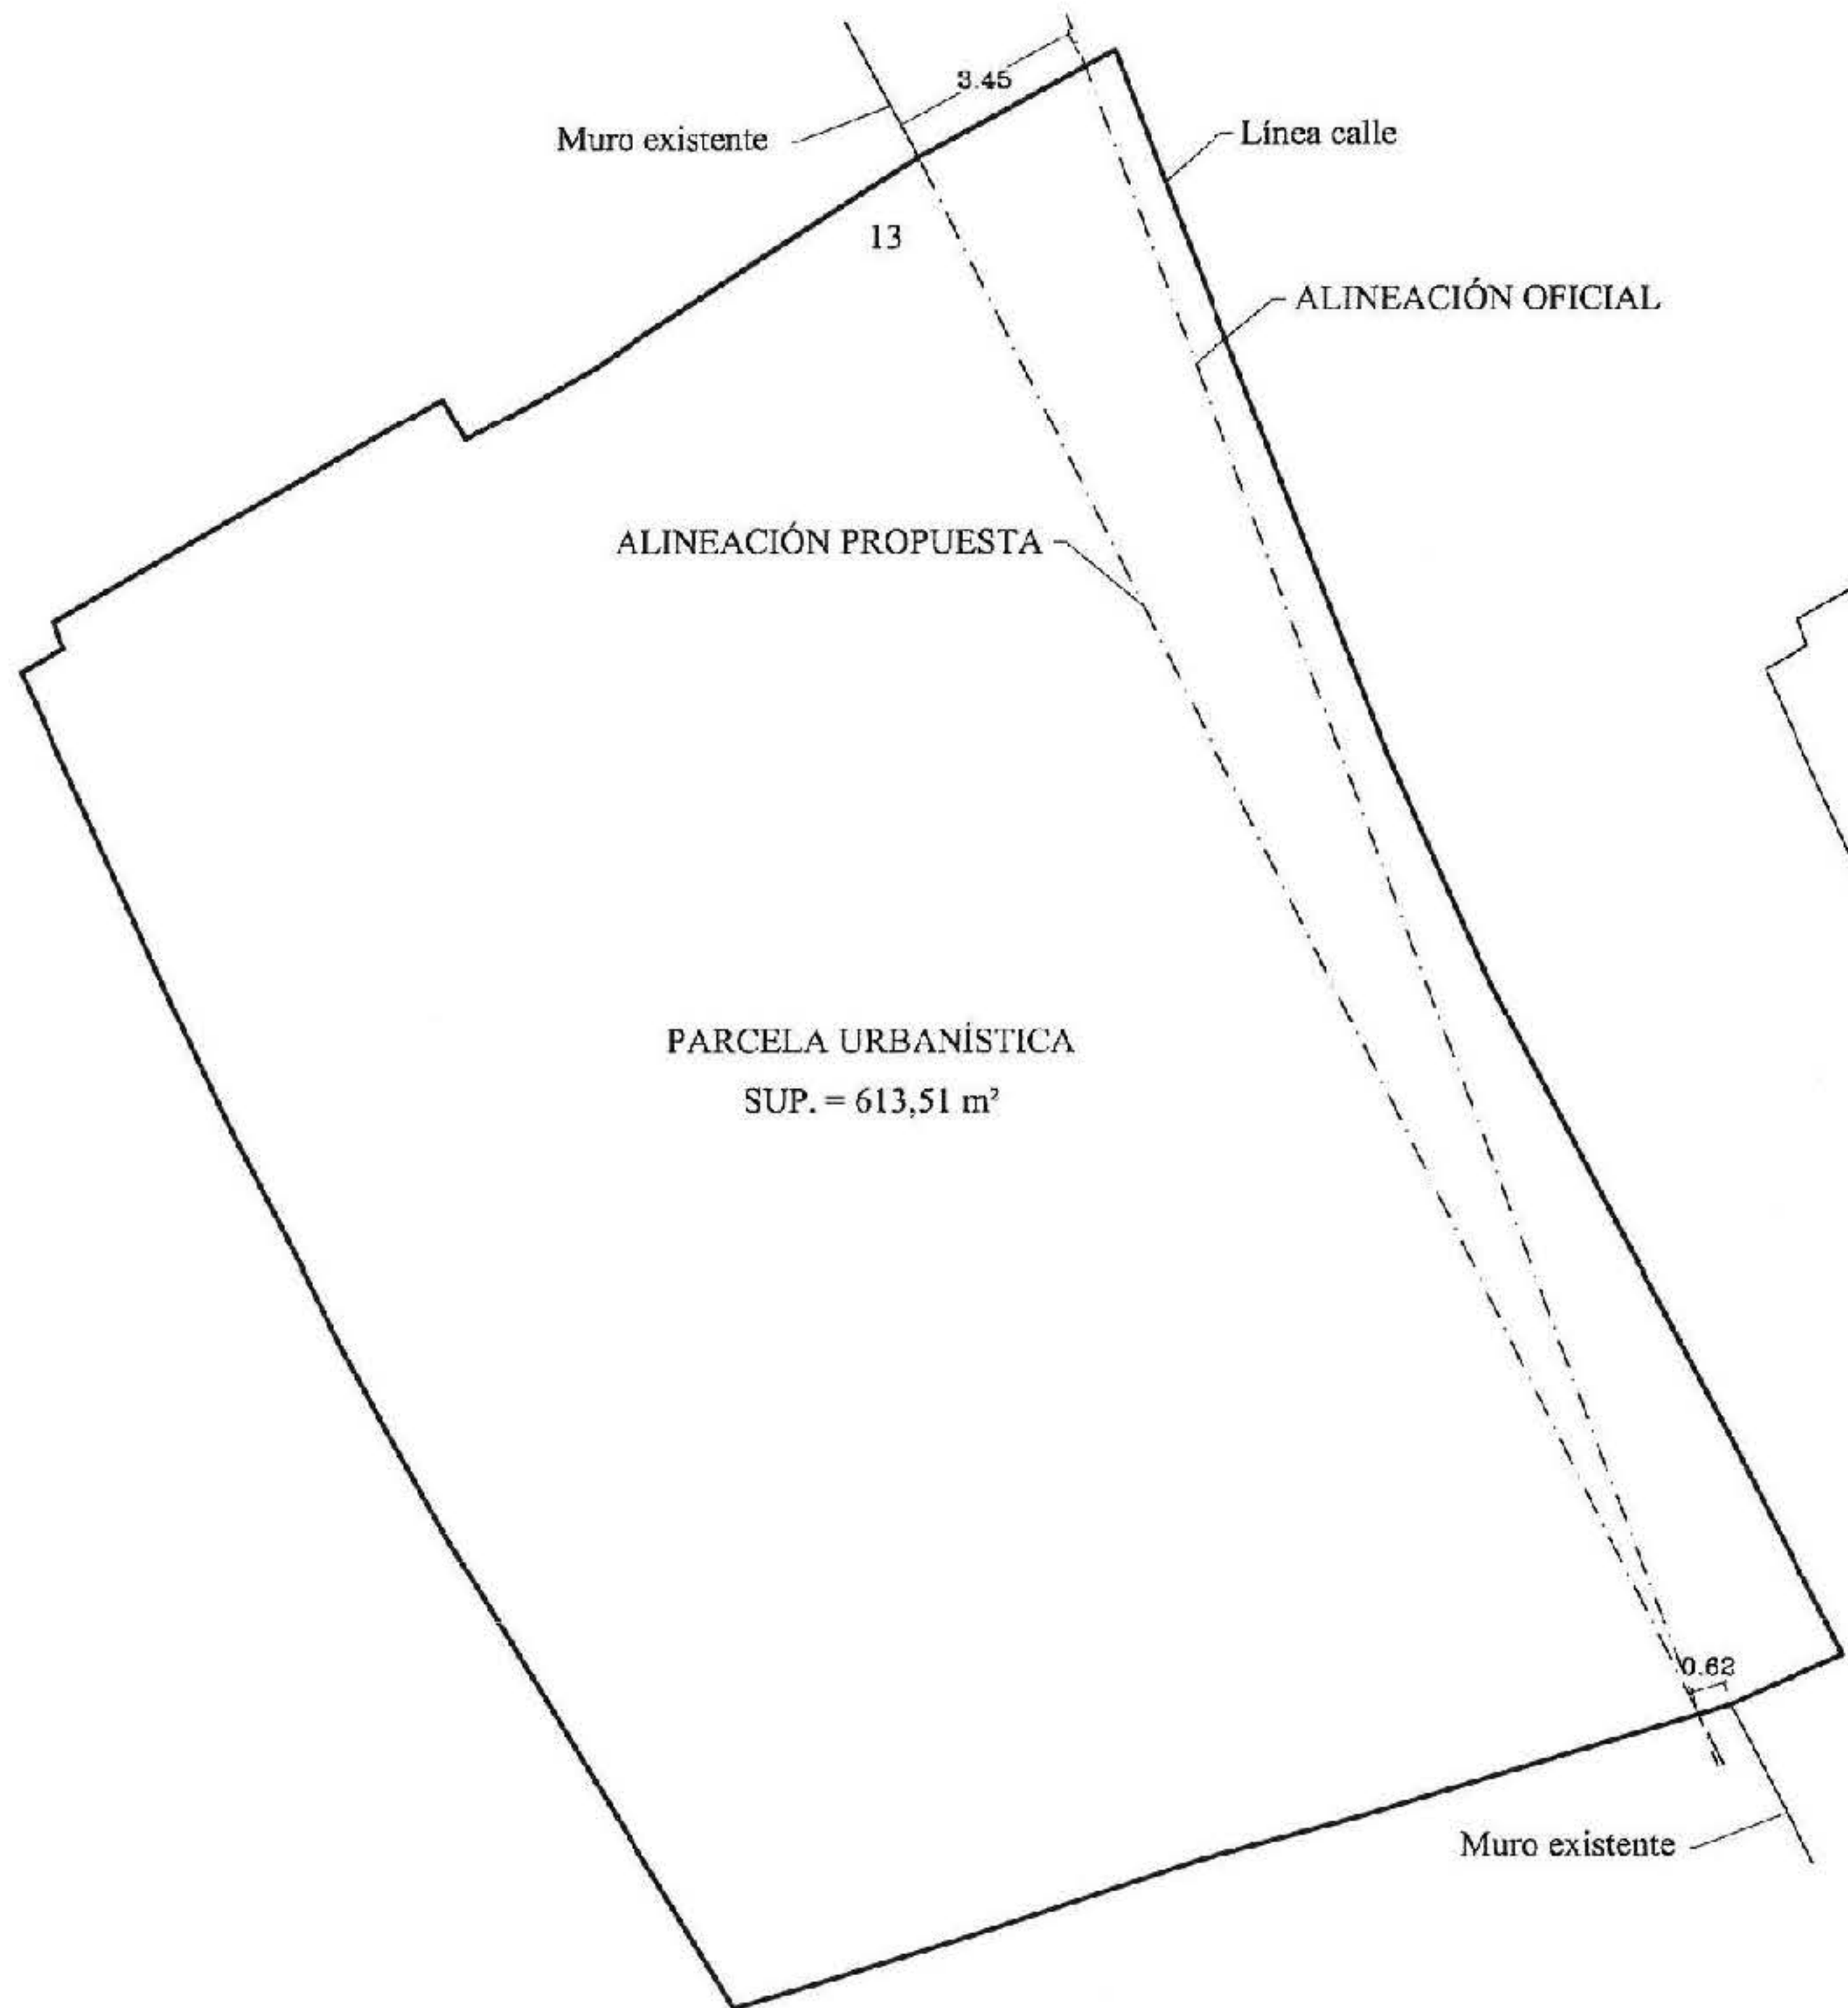 3.45
Muro existente
Línea calle
13
ALINEACIÓN OFICIAL
ALINEACIÓN PROPUESTA
PARCELA URBANÍSTICA
SUP. = 613,51 m²
0.62
Muro existente